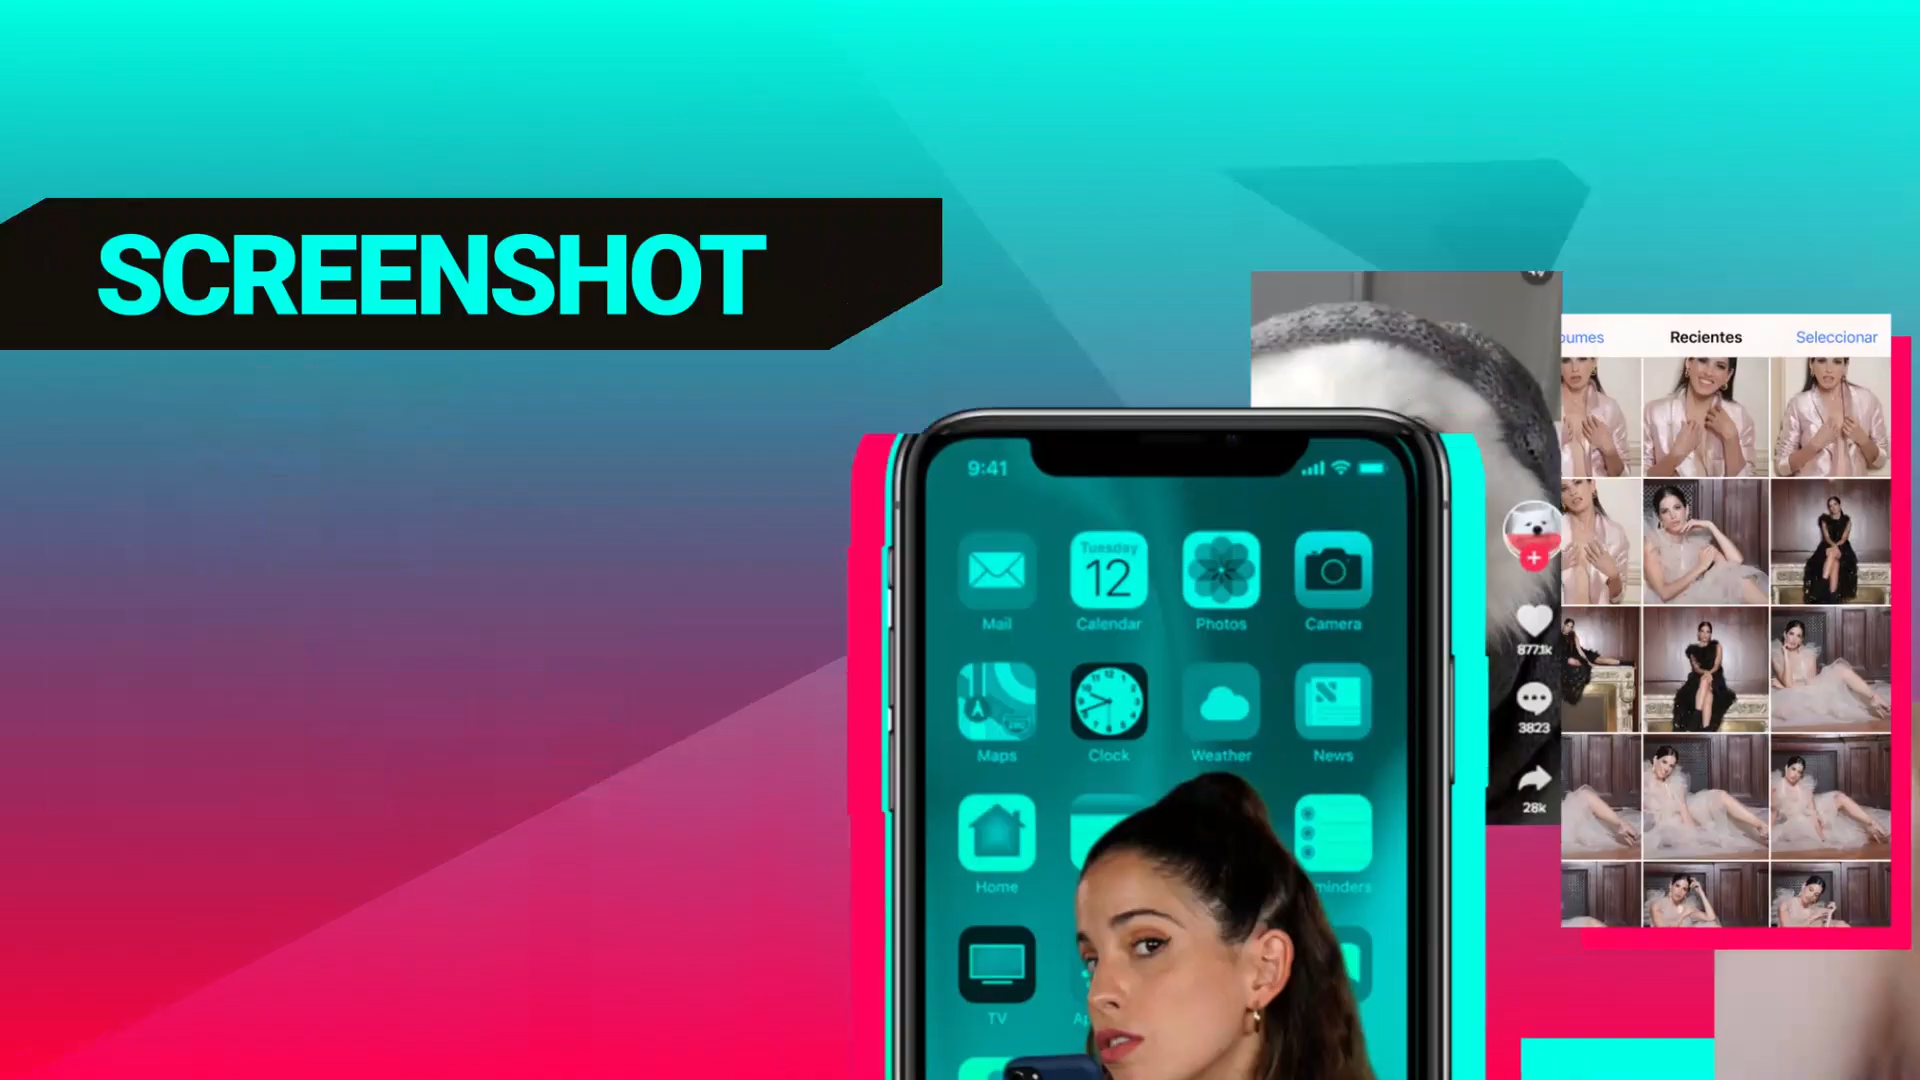 SCREENSHOT
Recientes
Seleccionar
9:41
Tuesday
12
Mail
Calendar
Photos
Camera
877.1k
Maps
Clock
Weather
News
3823
28k
Home
TV